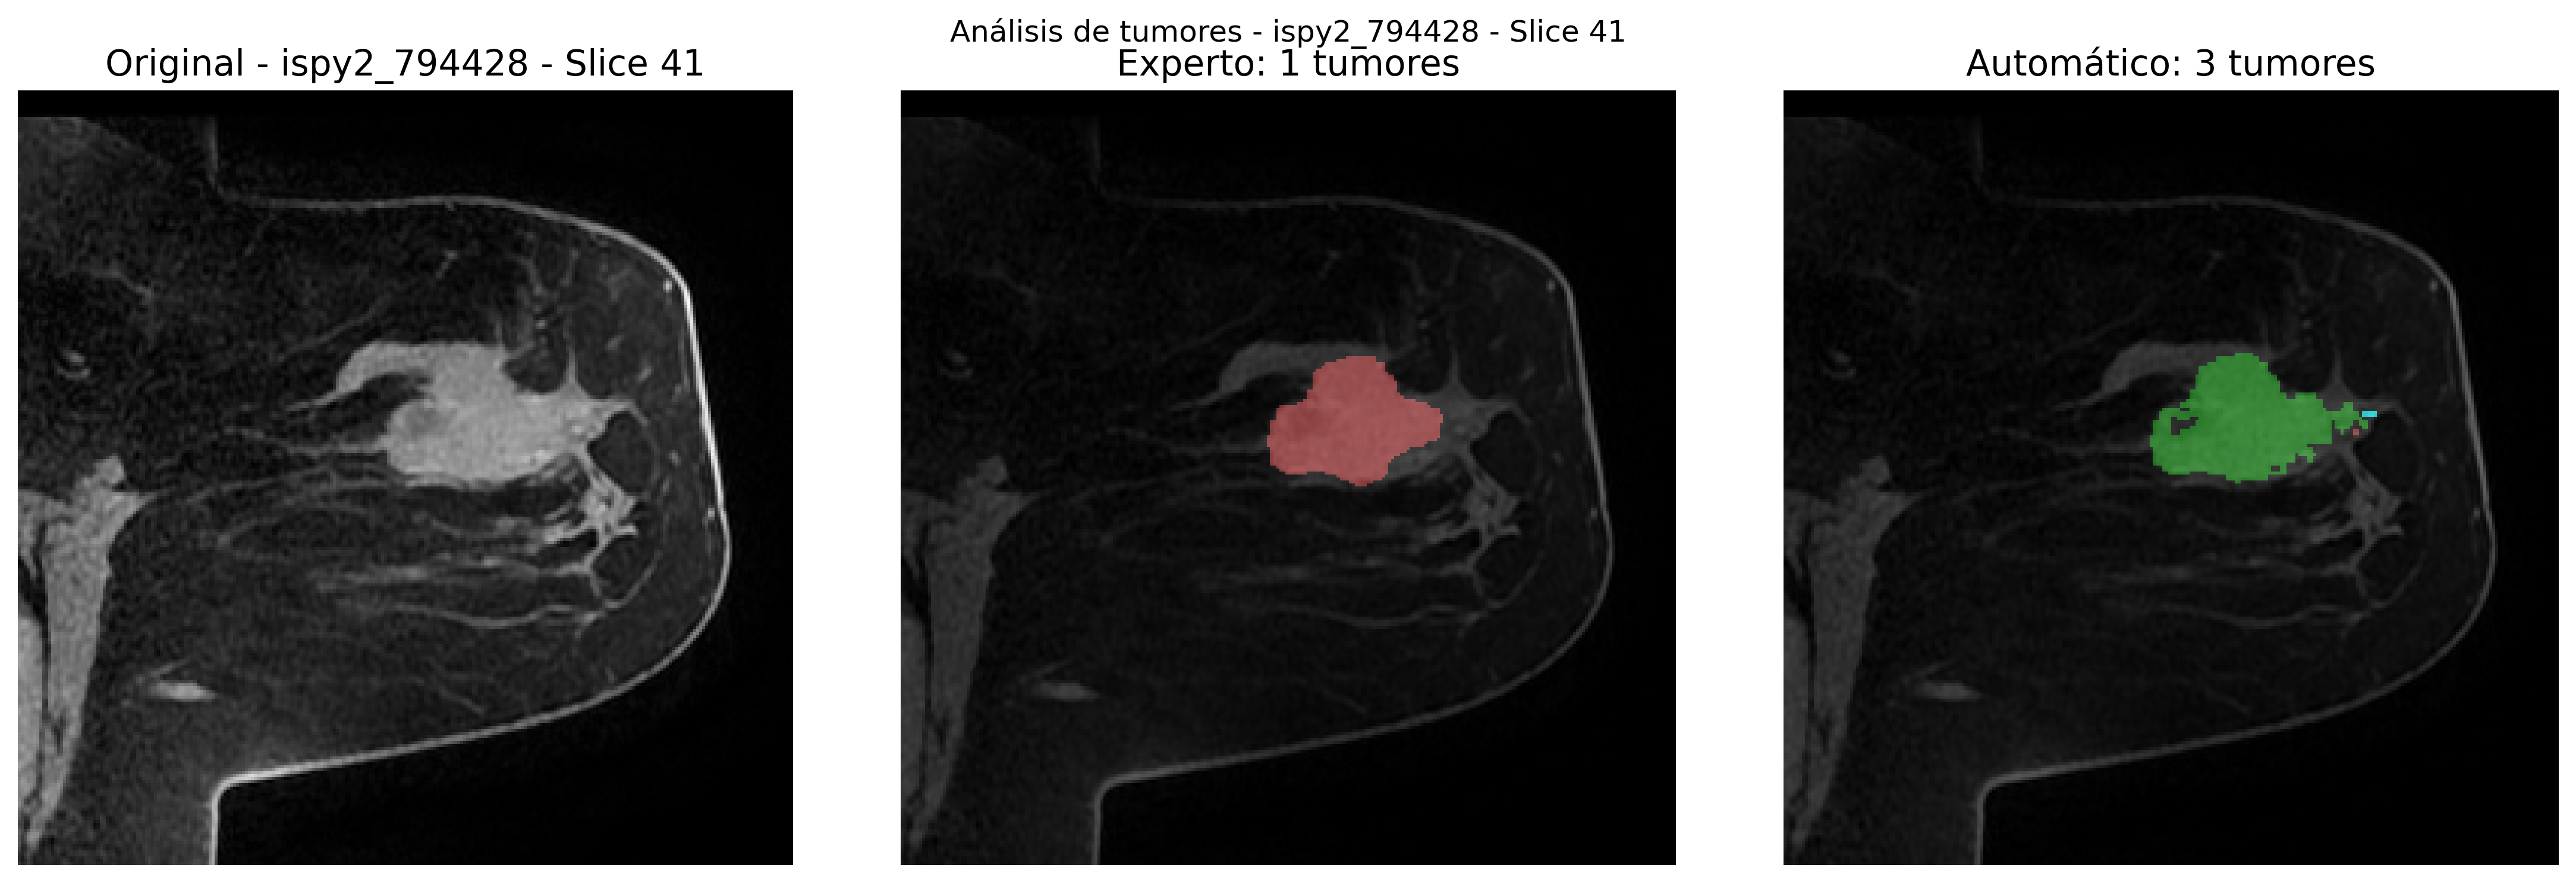 Análisis de tumores - ispy2_794428 - Slice 41
Original - ispy2_794428 - Slice 41
Experto: 1 tumores
Automático: 3 tumores